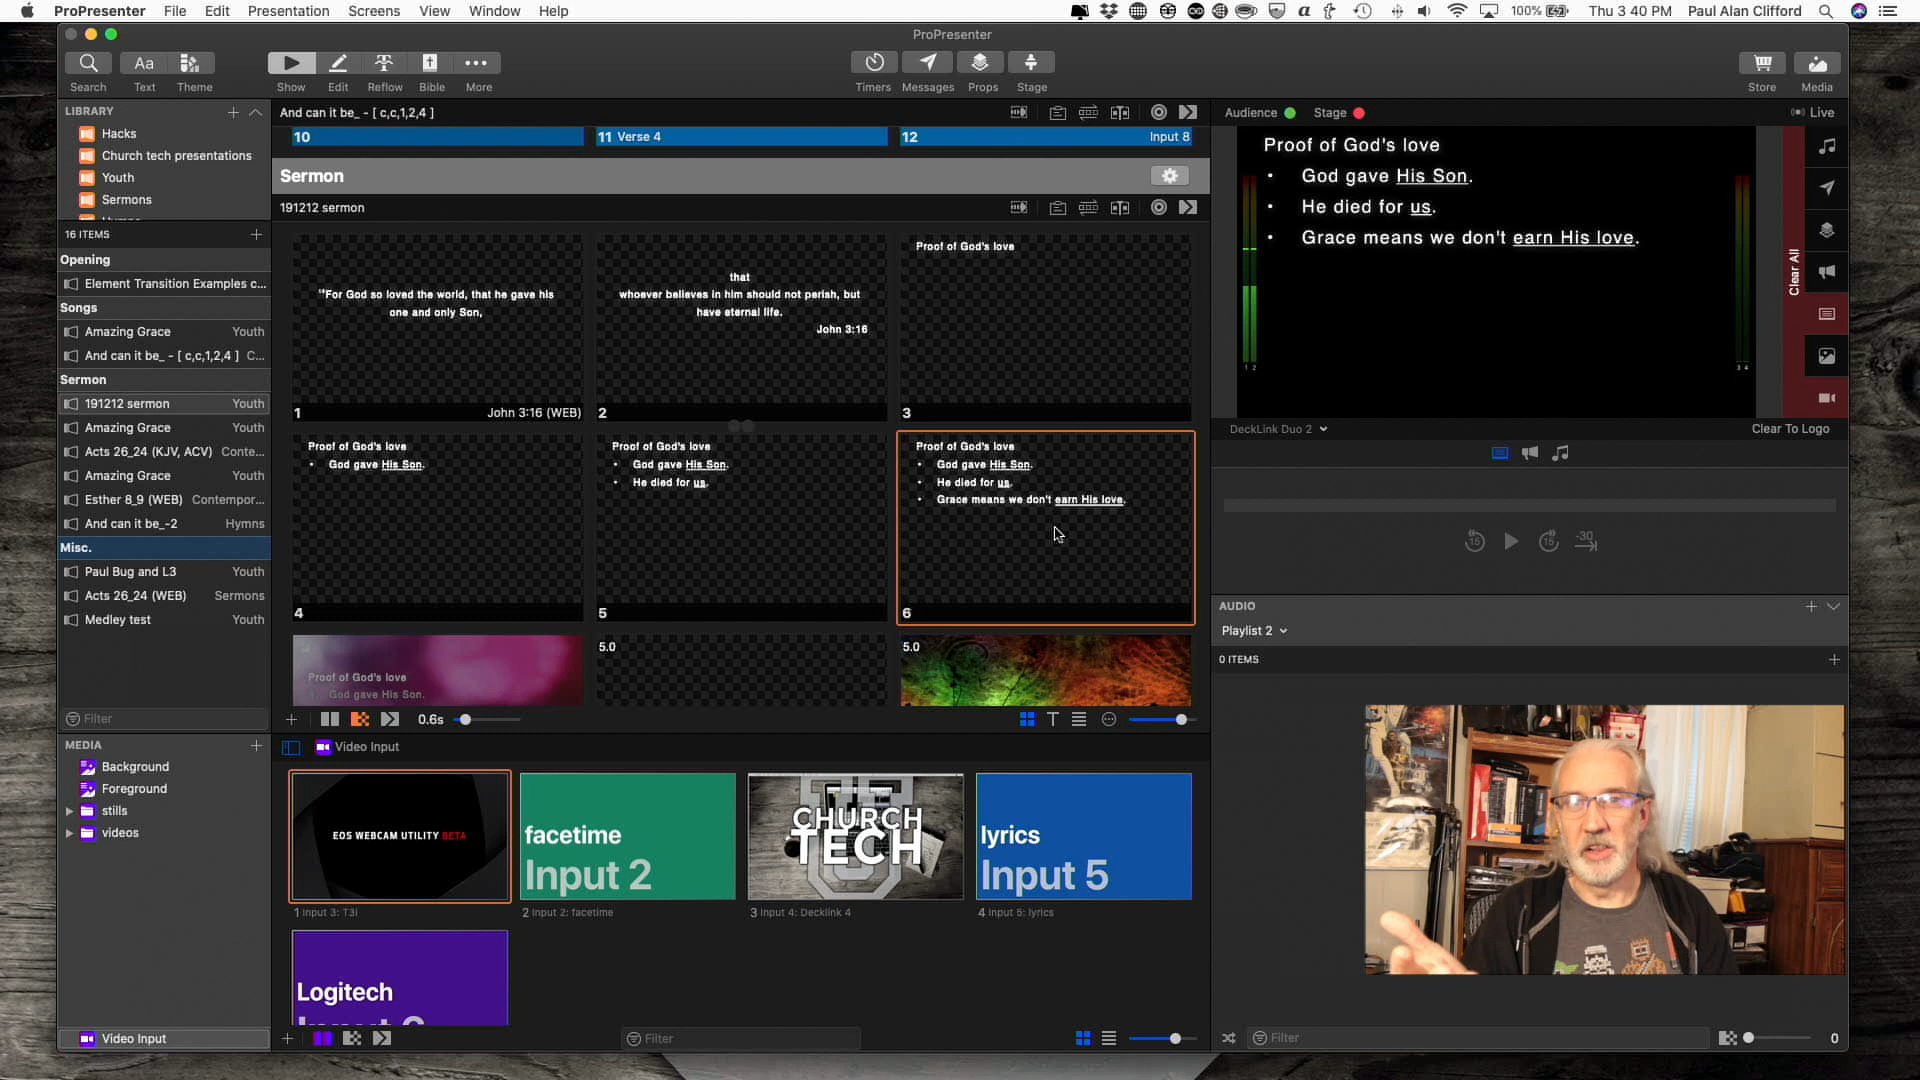 ProPresenter File Edit Presentation Screens View Window Help
100% Thu 3 40 PM Paul Alan Clifford
ProPresenter
Aa
Search Text Theme Show Edit Reflow Bible More Timers Messages Props Stage Store Media
LIBRARY
Hacks
Church tech presentations
Youth
Sermons
16 ITEMS
Opening
Element Transition Examples c...
Songs
Amazing Grace Youth
And can it be_ - [ c,c,1,2,4 ] C...
Sermon
191212 sermon Youth
Amazing Grace Youth
Acts 26_24 (KJV, ACV) Conte...
Amazing Grace Youth
Esther 8_9 (WEB) Contempor...
And can it be_-2 Hymns
Misc.
Paul Bug and L3 Youth
Acts 26_24 (WEB) Sermons
Medley test Youth
Filter
MEDIA
Background
Foreground
stills
videos
Video Input
And can it be_ - [ c,c,1,2,4 ]
10
11 Verse 4
12 Input 8
Sermon
191212 sermon
16For God so loved the world, that he gave his
one and only Son,
1 John 3:16 (WEB)
that
whoever believes in him should not perish, but
have eternal life.
John 3:16
2
Proof of God's love
3
Proof of God's love
• God gave His Son.
4
Proof of God's love
• God gave His Son.
• He died for us.
5
Proof of God's love
• God gave His Son.
• He died for us.
• Grace means we don't earn His love.
6
Proof of God's love
God gave His Son.
5.0
5.0
0.6s
T
Video Input
EOS WEBCAM UTILITY BETA
1 Input 3: T3i
facetime
Input 2
2 Input 2: facetime
CHURCH
TECH
3 Input 4: Decklink 4
lyrics
Input 5
4 Input 5: lyrics
Logitech
Filter
Audience Stage Live
Proof of God's love
• God gave His Son.
• He died for us.
• Grace means we don't earn His love.
1 2
3 4
Clear All
DeckLink Duo 2 Clear To Logo
15 15 -30
AUDIO
Playlist 2
0 ITEMS
Filter
0